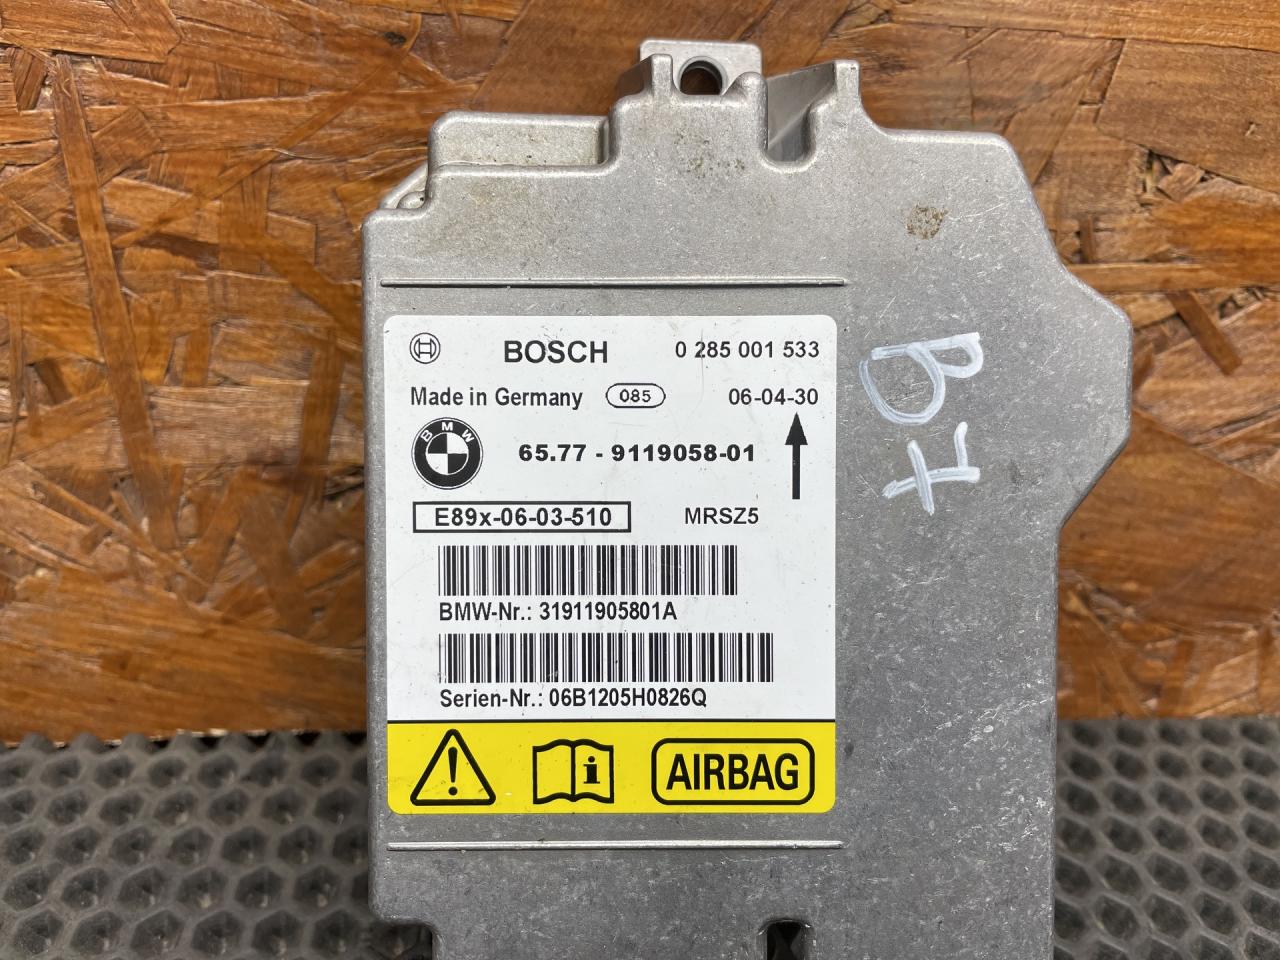 BOSCH 0 285 001 533
Made in Germany 085 06-04-30
BMW 65.77 - 9119058-01
E89x-06-03-510 MRSZ5
BMW-Nr.: 31911905801A
Serien-Nr.: 06B1205H0826Q
! i AIRBAG